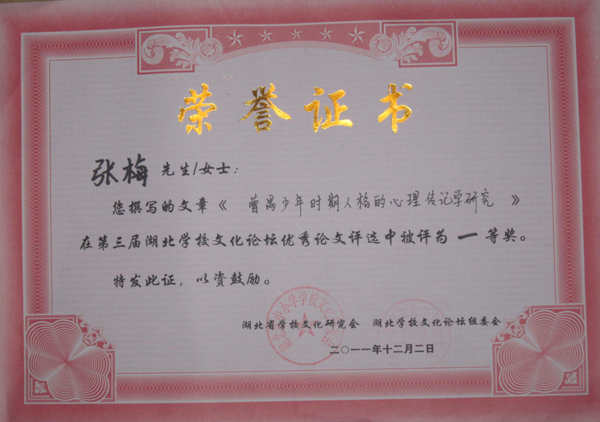 荣誉证书
张梅 先生/女士：
您撰写的文章《 曹禺少年时期人格的心理传记学研究 》
在第三届湖北学校文化论坛优秀论文评选中被评为 一 等奖。
特发此证，以资鼓励。
湖北省学校文化研究会 湖北学校文化论坛组委会
二〇一一年十二月二日